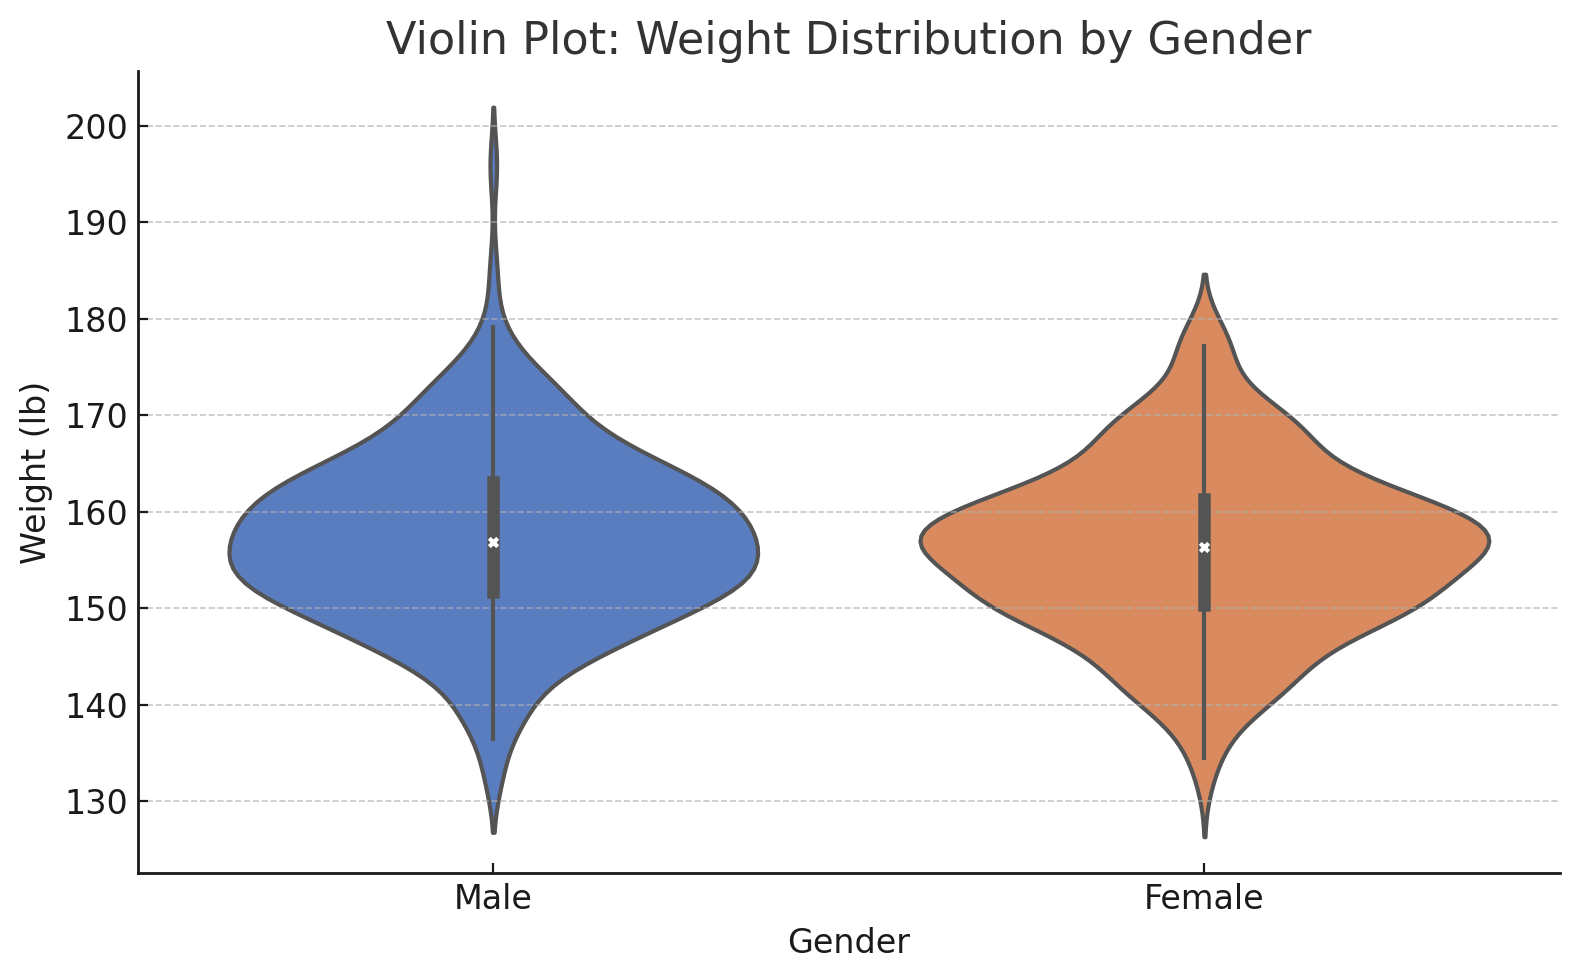 Violin Plot: Weight Distribution by Gender
200
190
180
170
160
150
140
130
Weight (lb)
Male
Female
Gender